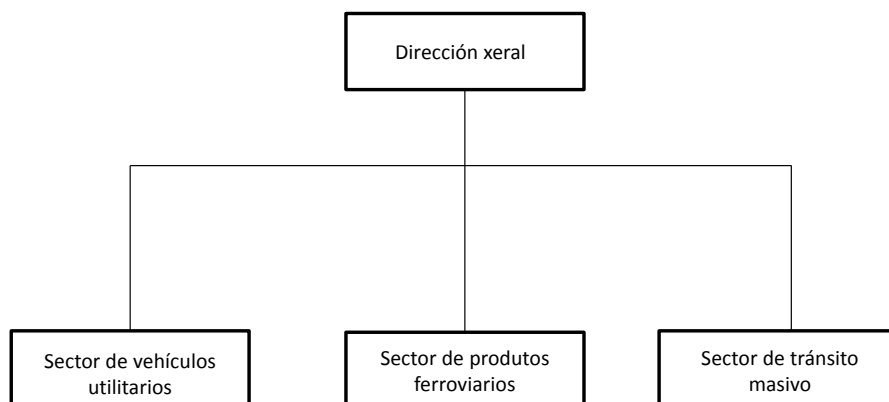 Dirección xeral
Sector de vehículos
utilitarios
Sector de produtos
ferroviarios
Sector de tránsito
masivo